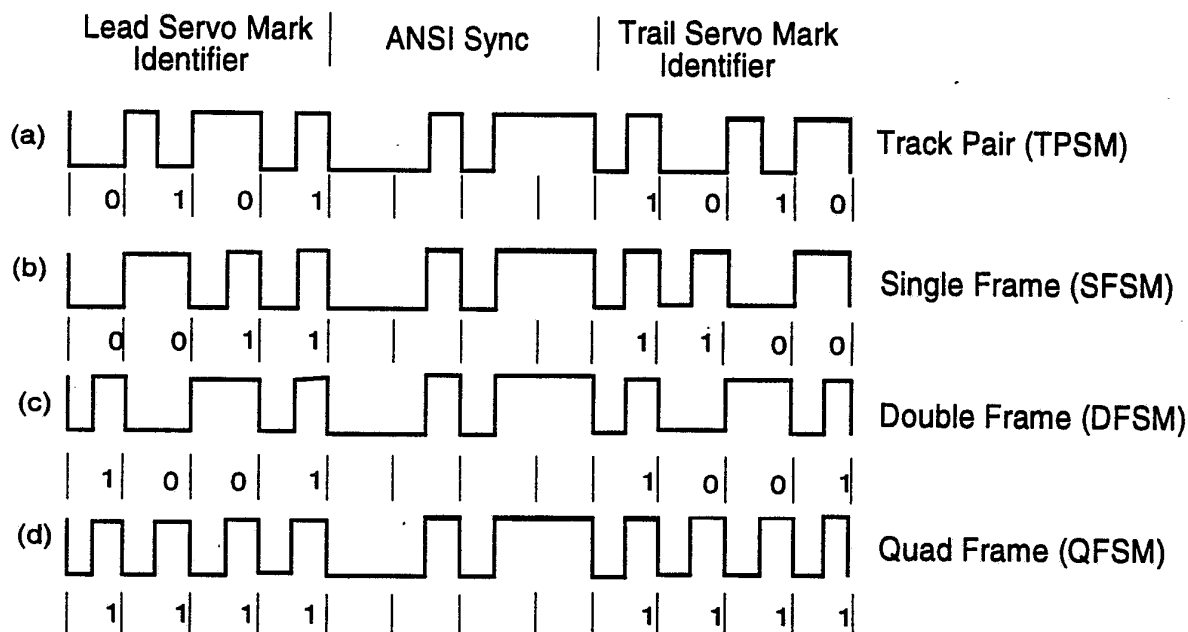 Lead Servo Mark
Identifier
ANSI Sync
Trail Servo Mark
Identifier
(a)
Track Pair (TPSM)
0 1 0 1 1 0 1 0
(b)
Single Frame (SFSM)
0 0 1 1 1 1 0 0
(c)
Double Frame (DFSM)
1 0 0 1 1 0 0 1
(d)
Quad Frame (QFSM)
1 1 1 1 1 1 1 1